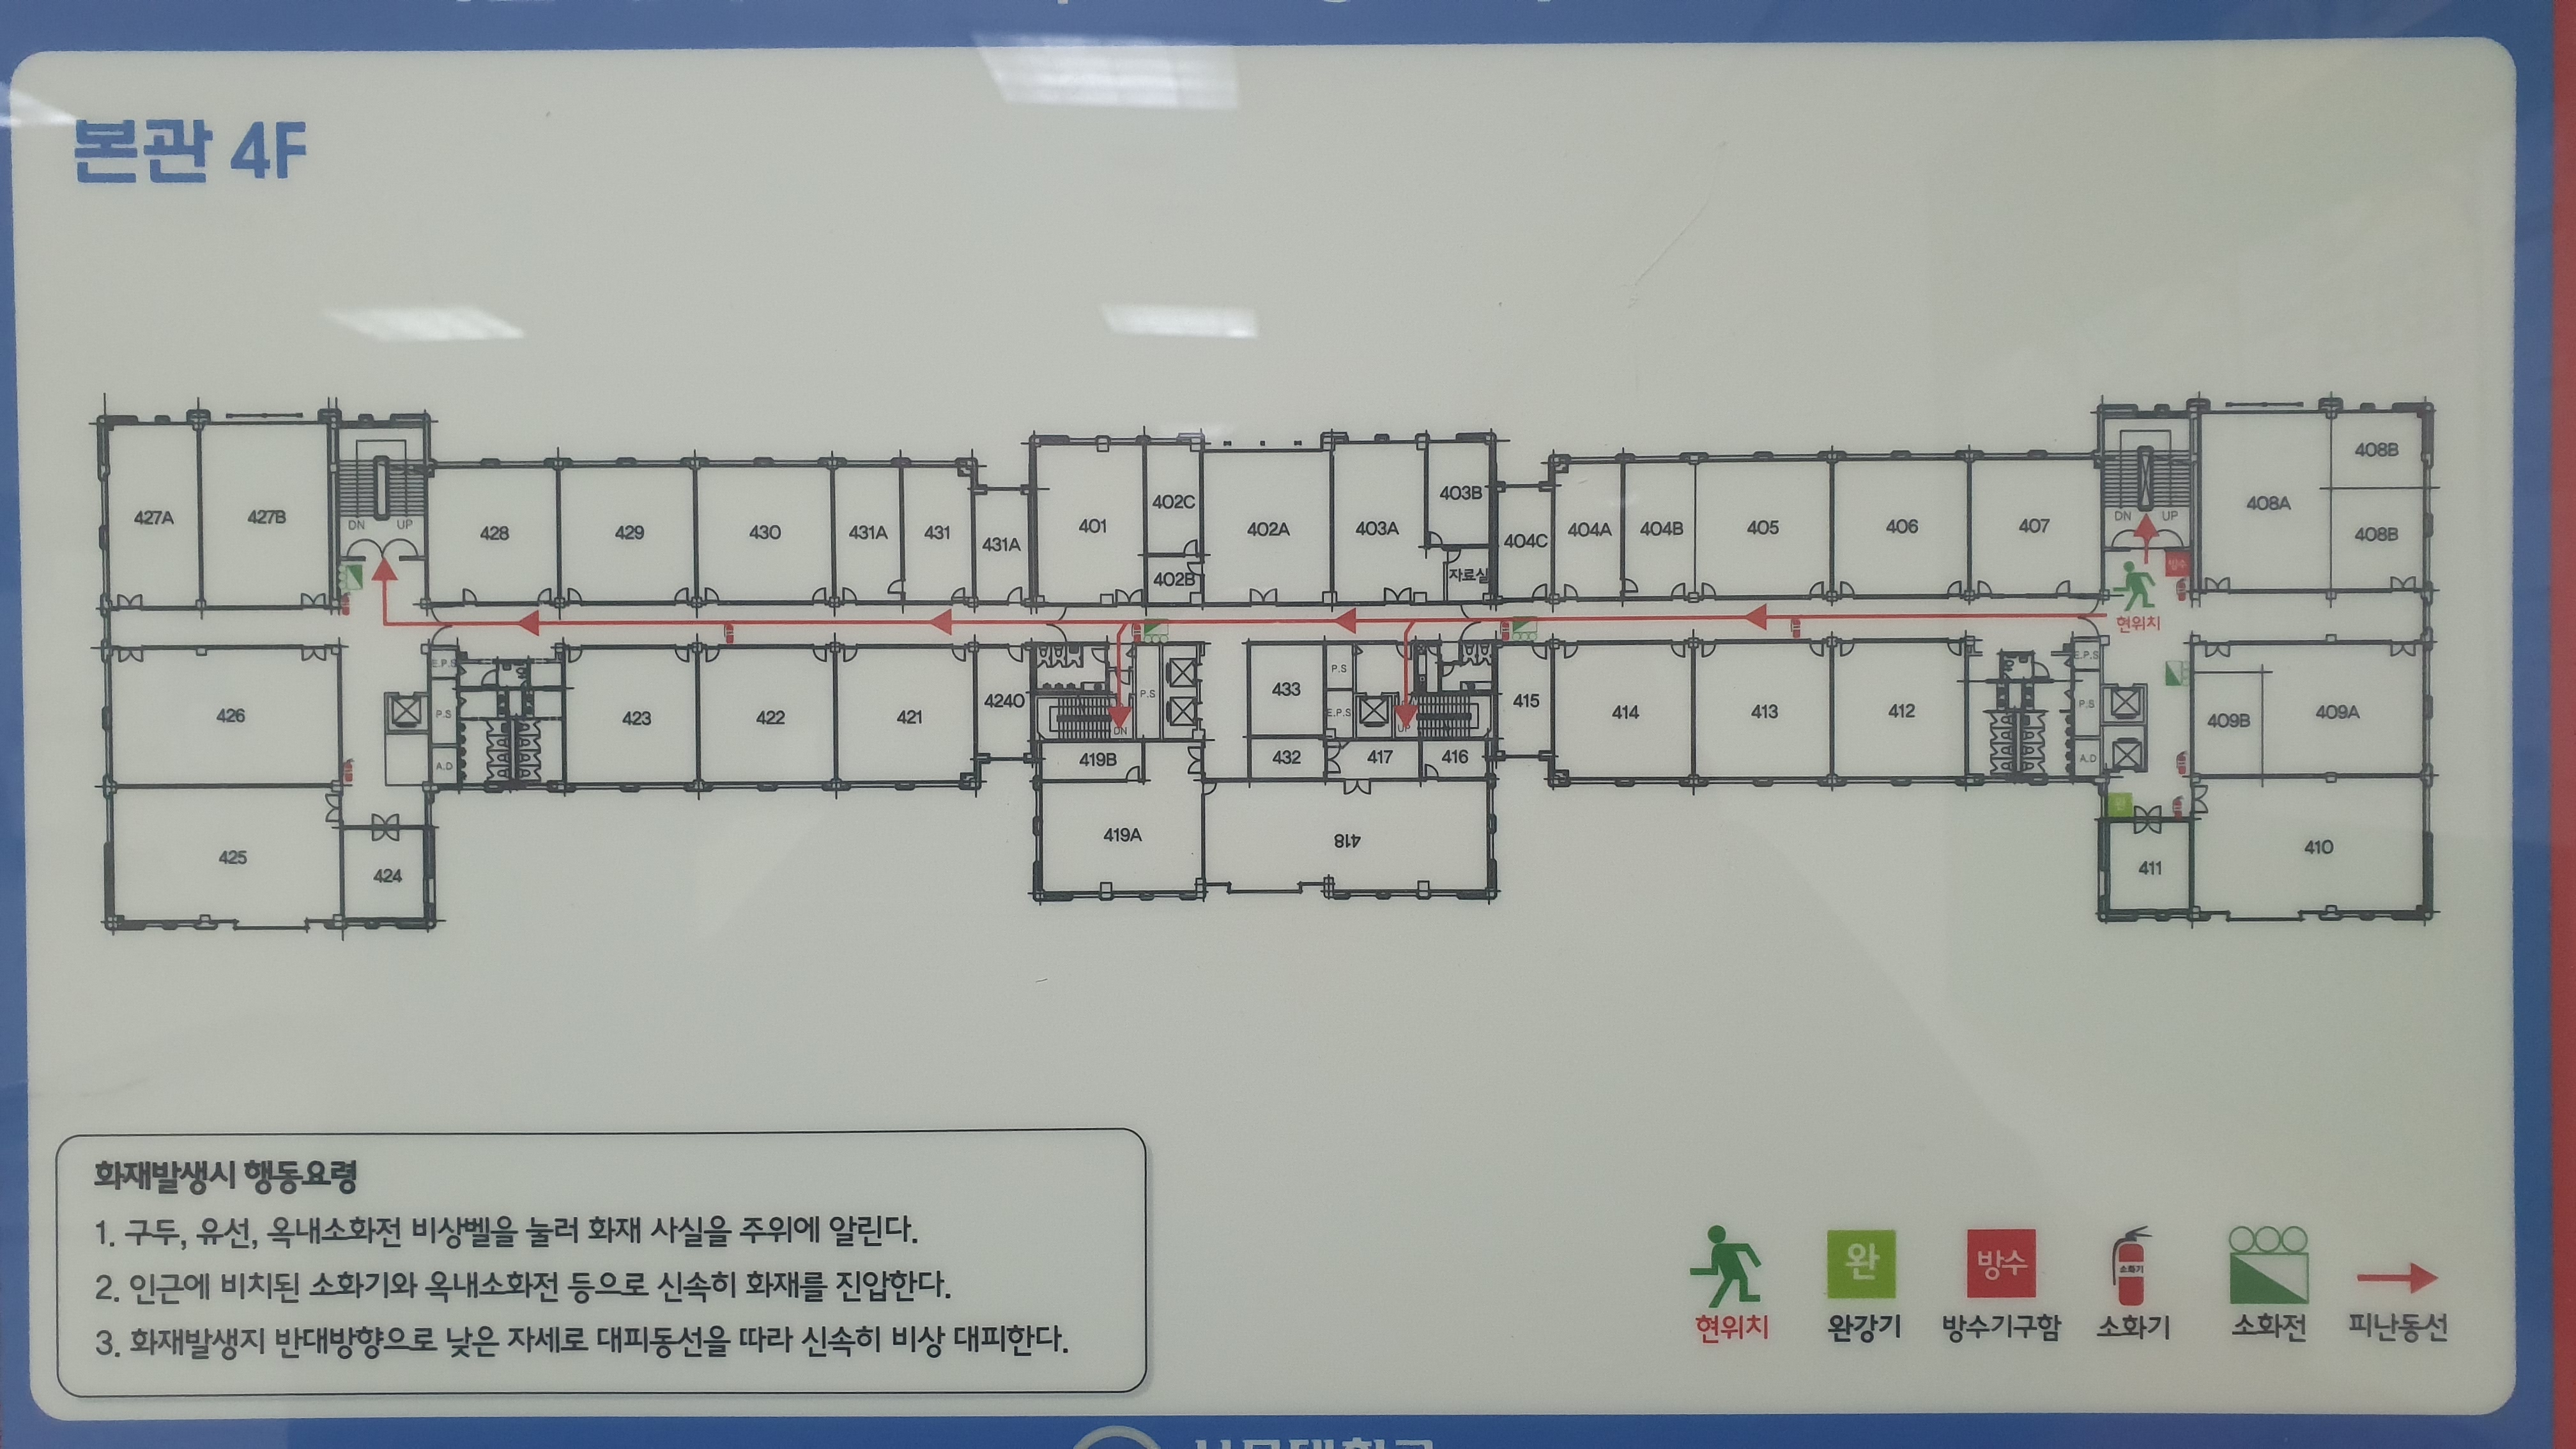 본관 4F
427A
427B
DN
UP
428
429
430
431A
431
431A
401
402C
402B
402A
403A
403B
자료실
404C
404A
404B
405
406
407
DN
UP
방수
현위치
408A
408B
408B
426
425
424
E.P.S
P.S
A.D
423
422
421
4240
DN
P.S
419B
419A
433
432
P.S
E.P.S
UP
417
416
418
415
414
413
412
E.P.S
P.S
A.D
완
411
409B
409A
410
화재발생시 행동요령
1. 구두, 유선, 옥내소화전 비상벨을 눌러 화재 사실을 주위에 알린다.
2. 인근에 비치된 소화기와 옥내소화전 등으로 신속히 화재를 진압한다.
3. 화재발생지 반대방향으로 낮은 자세로 대피동선을 따라 신속히 비상 대피한다.
완
방수
소화기
현위치
완강기
방수기구함
소화기
소화전
피난동선